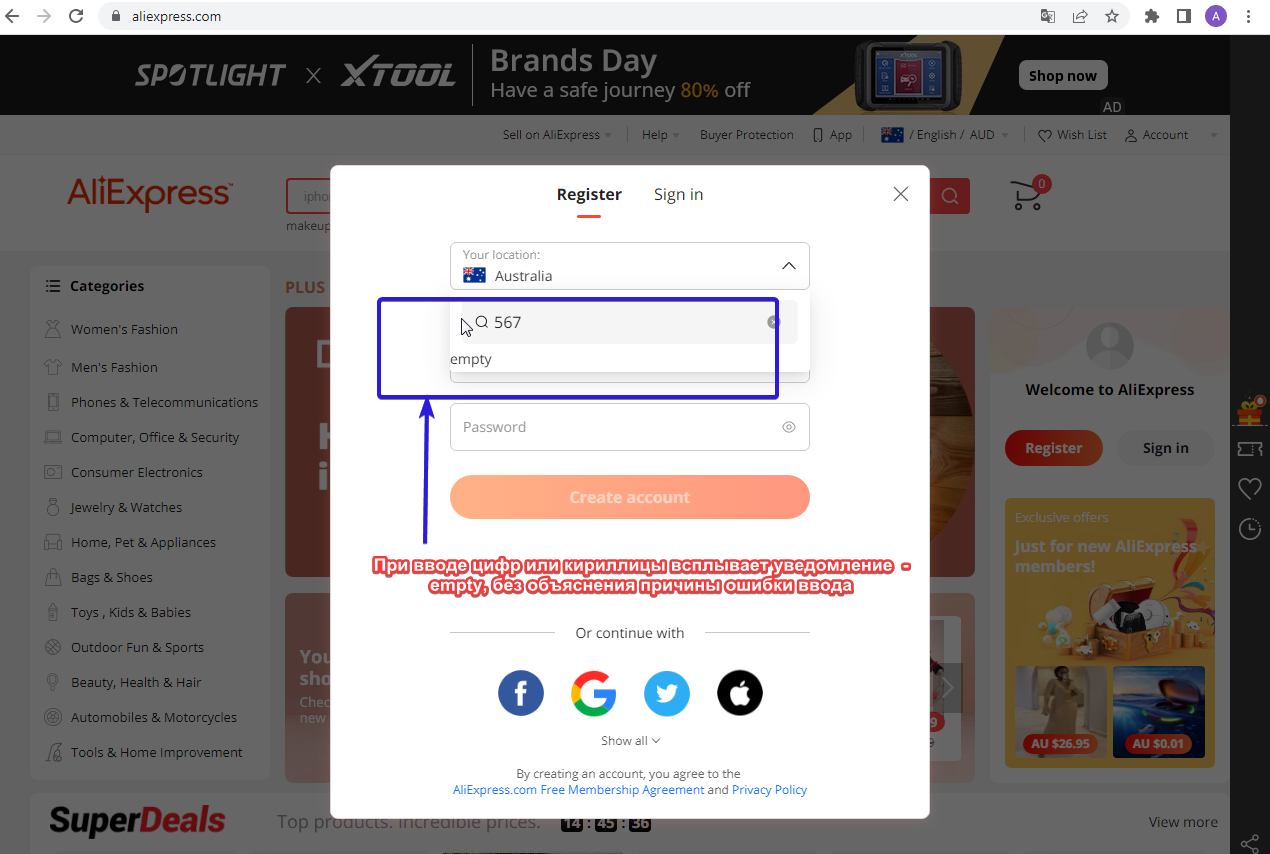 aliexpress.com
A
SPOTLIGHT X XTOOL
Brands Day
Have a safe journey 80% off
Shop now
AD
Sell on AliExpress
Help
Buyer Protection
App
/ English / AUD
Wish List
Account
AliExpress
0
Categories
Women's Fashion
Men's Fashion
Phones & Telecommunications
Computer, Office & Security
Consumer Electronics
Jewelry & Watches
Home, Pet & Appliances
Bags & Shoes
Toys , Kids & Babies
Outdoor Fun & Sports
Beauty, Health & Hair
Automobiles & Motorcycles
Tools & Home Improvement
PLUS
Register
Sign in
Your location:
Australia
567
empty
Password
Create account
При вводе цифр или кириллицы всплывает уведомление -
empty, без объяснения причины ошибки ввода
Or continue with
Show all
By creating an account, you agree to the
AliExpress.com Free Membership Agreement and Privacy Policy
Welcome to AliExpress
Register
Sign in
Exclusive offers
Just for new AliExpress
members!
AU $26.95
AU $0.01
SuperDeals
Top products. Incredible prices.
14 : 45 : 36
View more